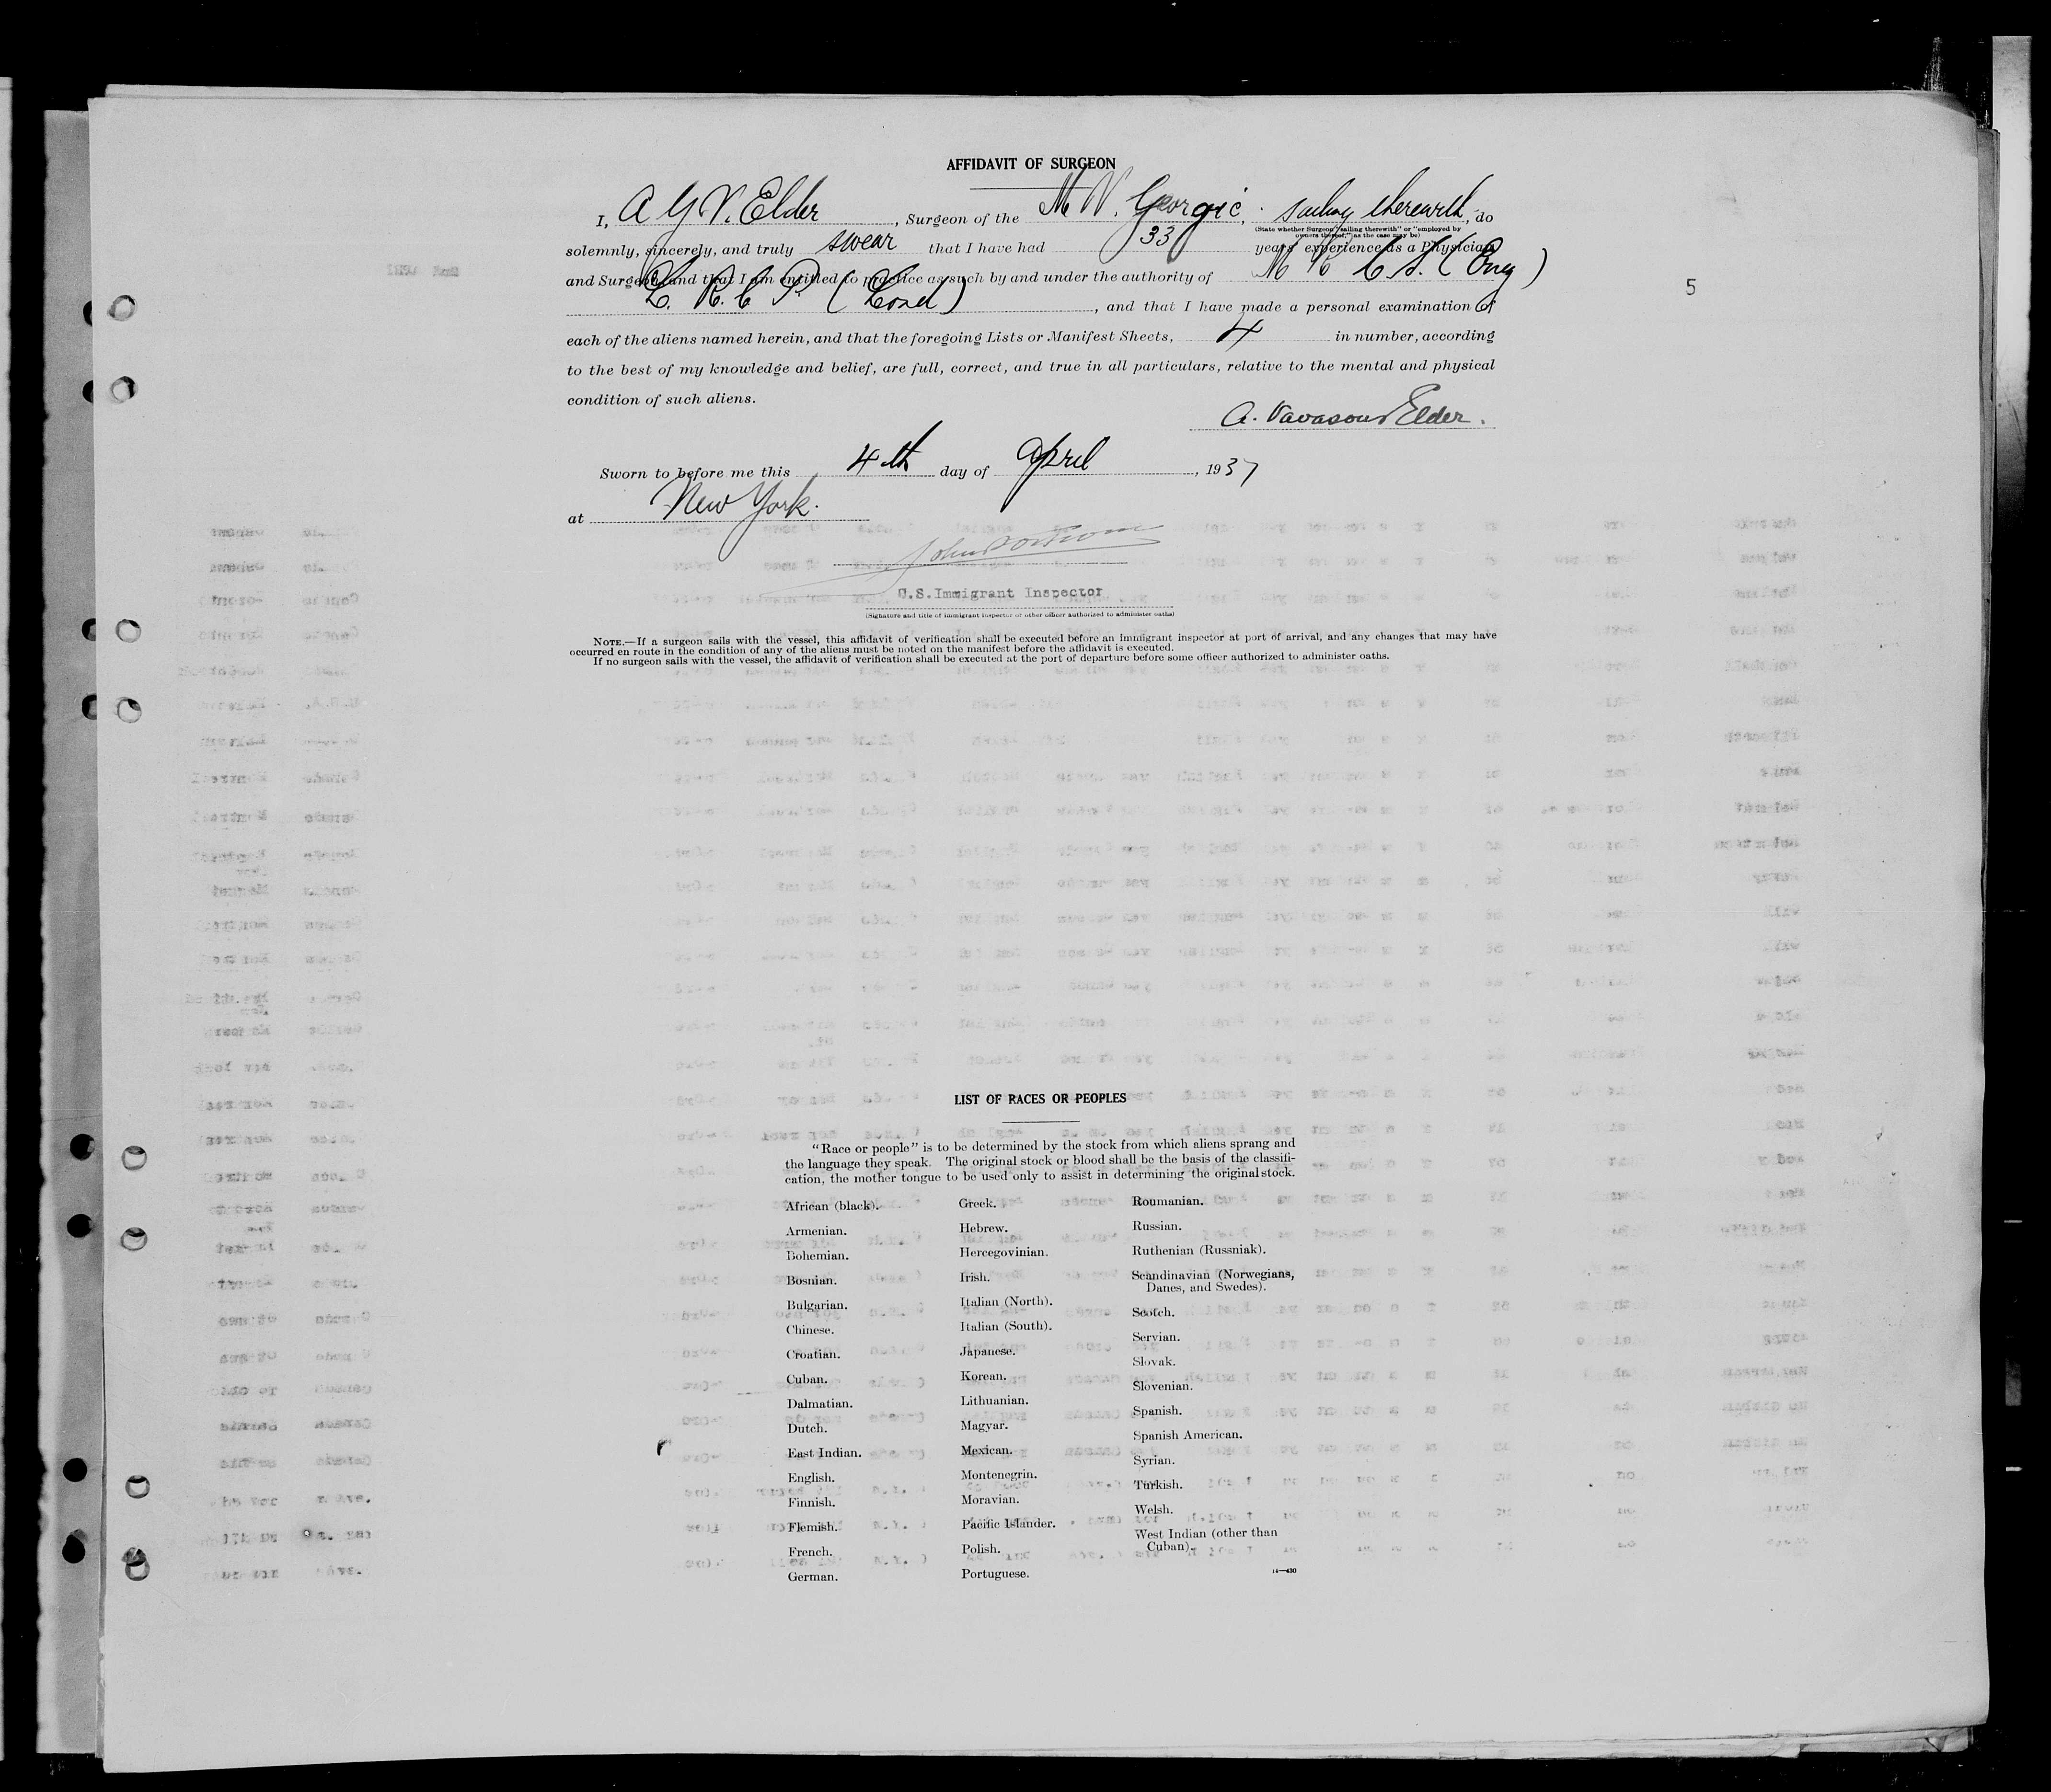 AFFIDAVIT OF SURGEON
I, A G V. Elder, Surgeon of the M. V. Georgic, sailing therewith, do
(State whether Surgeon "sailing therewith" or "employed by
owners thereof," as the case may be)
solemnly, sincerely, and truly swear that I have had 33 years' experience as a Physician
and Surgeon and that I am entitled to practice as such by and under the authority of M R C S. (Eng)
L. R. C P. (Lond), and that I have made a personal examination of
5
each of the aliens named herein, and that the foregoing Lists or Manifest Sheets, 4 in number, according
to the best of my knowledge and belief, are full, correct, and true in all particulars, relative to the mental and physical
condition of such aliens.
A. Vavasour Elder.
Sworn to before me this 4th day of April, 1937
at New York.
U.S.Immigrant Inspector
(Signature and title of immigrant inspector or other officer authorized to administer oaths)
NOTE.—If a surgeon sails with the vessel, this affidavit of verification shall be executed before an immigrant inspector at port of arrival, and any changes that may have
occurred en route in the condition of any of the aliens must be noted on the manifest before the affidavit is executed.
If no surgeon sails with the vessel, the affidavit of verification shall be executed at the port of departure before some officer authorized to administer oaths.
LIST OF RACES OR PEOPLES
"Race or people" is to be determined by the stock from which aliens sprang and
the language they speak. The original stock or blood shall be the basis of the classifi-
cation, the mother tongue to be used only to assist in determining the original stock.
African (black).
Armenian.
Bohemian.
Bosnian.
Bulgarian.
Chinese.
Croatian.
Cuban.
Dalmatian.
Dutch.
East Indian.
English.
Finnish.
Flemish.
French.
German.
Greek.
Hebrew.
Hercegovinian.
Irish.
Italian (North).
Italian (South).
Japanese.
Korean.
Lithuanian.
Magyar.
Mexican.
Montenegrin.
Moravian.
Pacific Islander.
Polish.
Portuguese.
Roumanian.
Russian.
Ruthenian (Russniak).
Scandinavian (Norwegians,
Danes, and Swedes).
Scotch.
Servian.
Slovak.
Slovenian.
Spanish.
Spanish American.
Syrian.
Turkish.
Welsh.
West Indian (other than
Cuban).
14—430